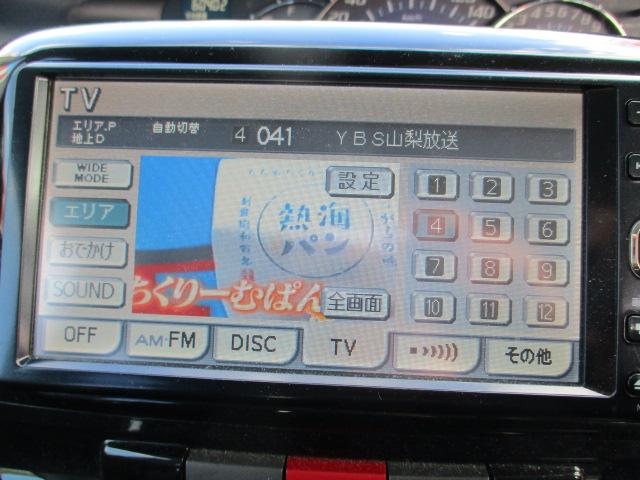 TV
エリア.P
地上D
自動切替
4 041 YBS山梨放送
WIDE MODE
エリア
おでかけ
SOUND
設定
熱海
パン
ちくりーむぱん
全画面
1 2 3
4 5 6
7 8 9
10 11 12
OFF
AM・FM
DISC
TV
その他